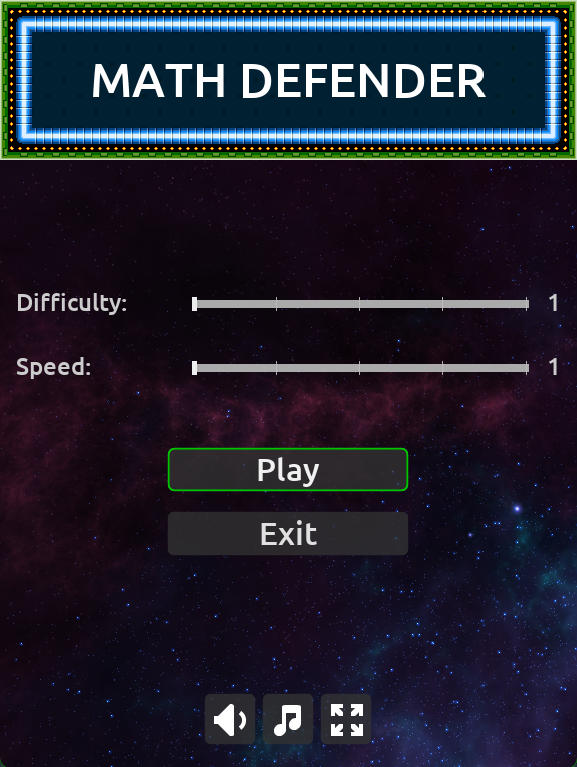 MATH DEFENDER
Difficulty: 1
Speed: 1
Play
Exit